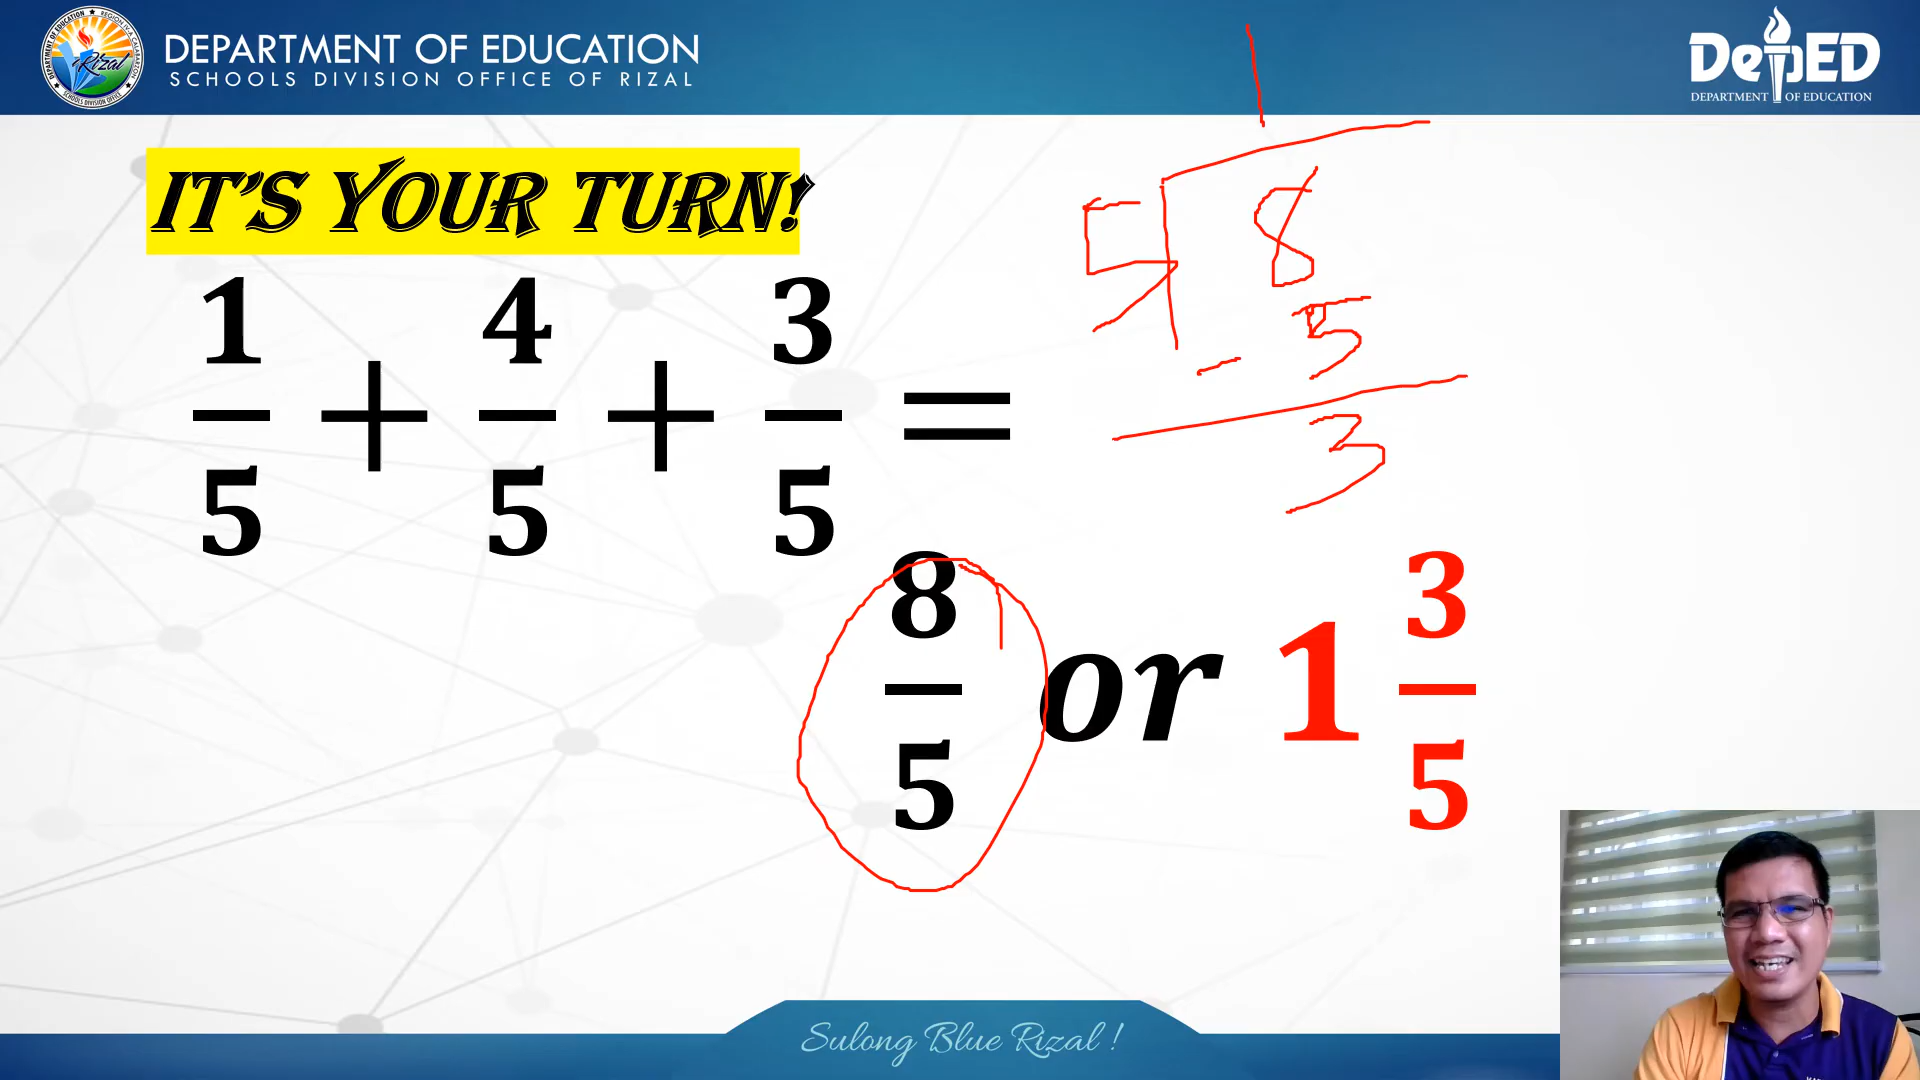 DEPARTMENT OF EDUCATION
SCHOOLS DIVISION OFFICE OF RIZAL
DepED
DEPARTMENT OF EDUCATION
IT'S YOUR TURN!
1/5 + 4/5 + 3/5 =
8/5 or 1 3/5
1
5 8
- 5
3
Sulong Blue Rizal !